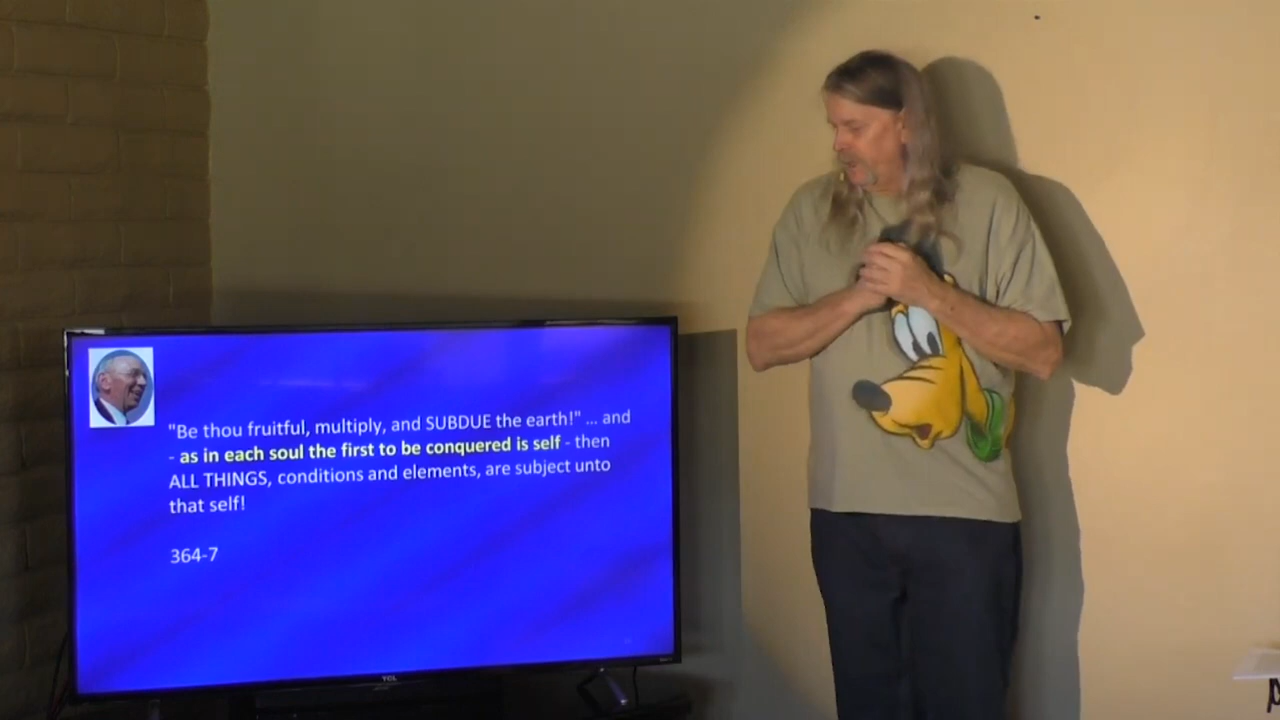 "Be thou fruitful, multiply, and SUBDUE the earth!" ... and
- as in each soul the first to be conquered is self - then
ALL THINGS, conditions and elements, are subject unto
that self!
364-7
TCL